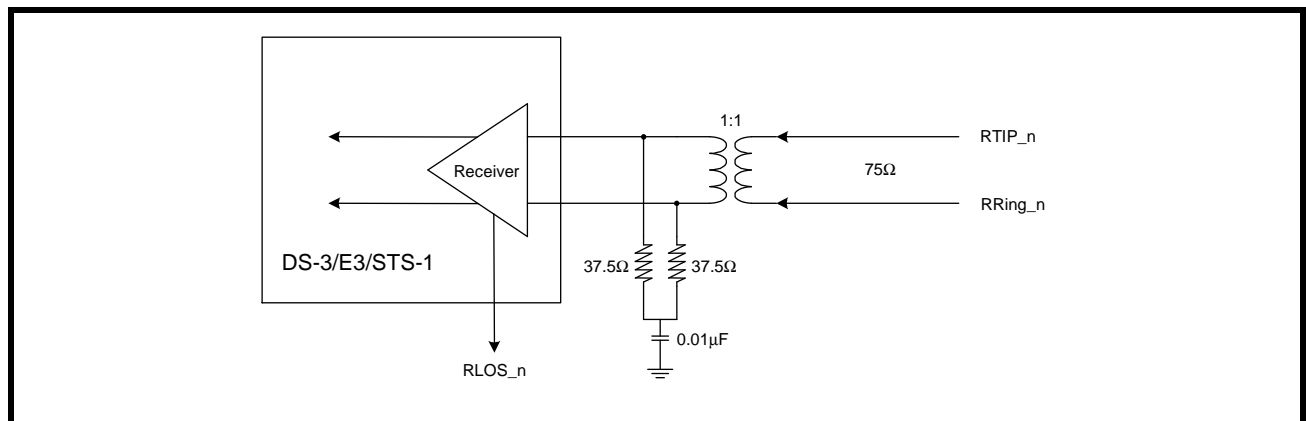 1:1
RTIP_n
Receiver
75Ω
RRing_n
DS-3/E3/STS-1
37.5Ω
37.5Ω
0.01μF
RLOS_n